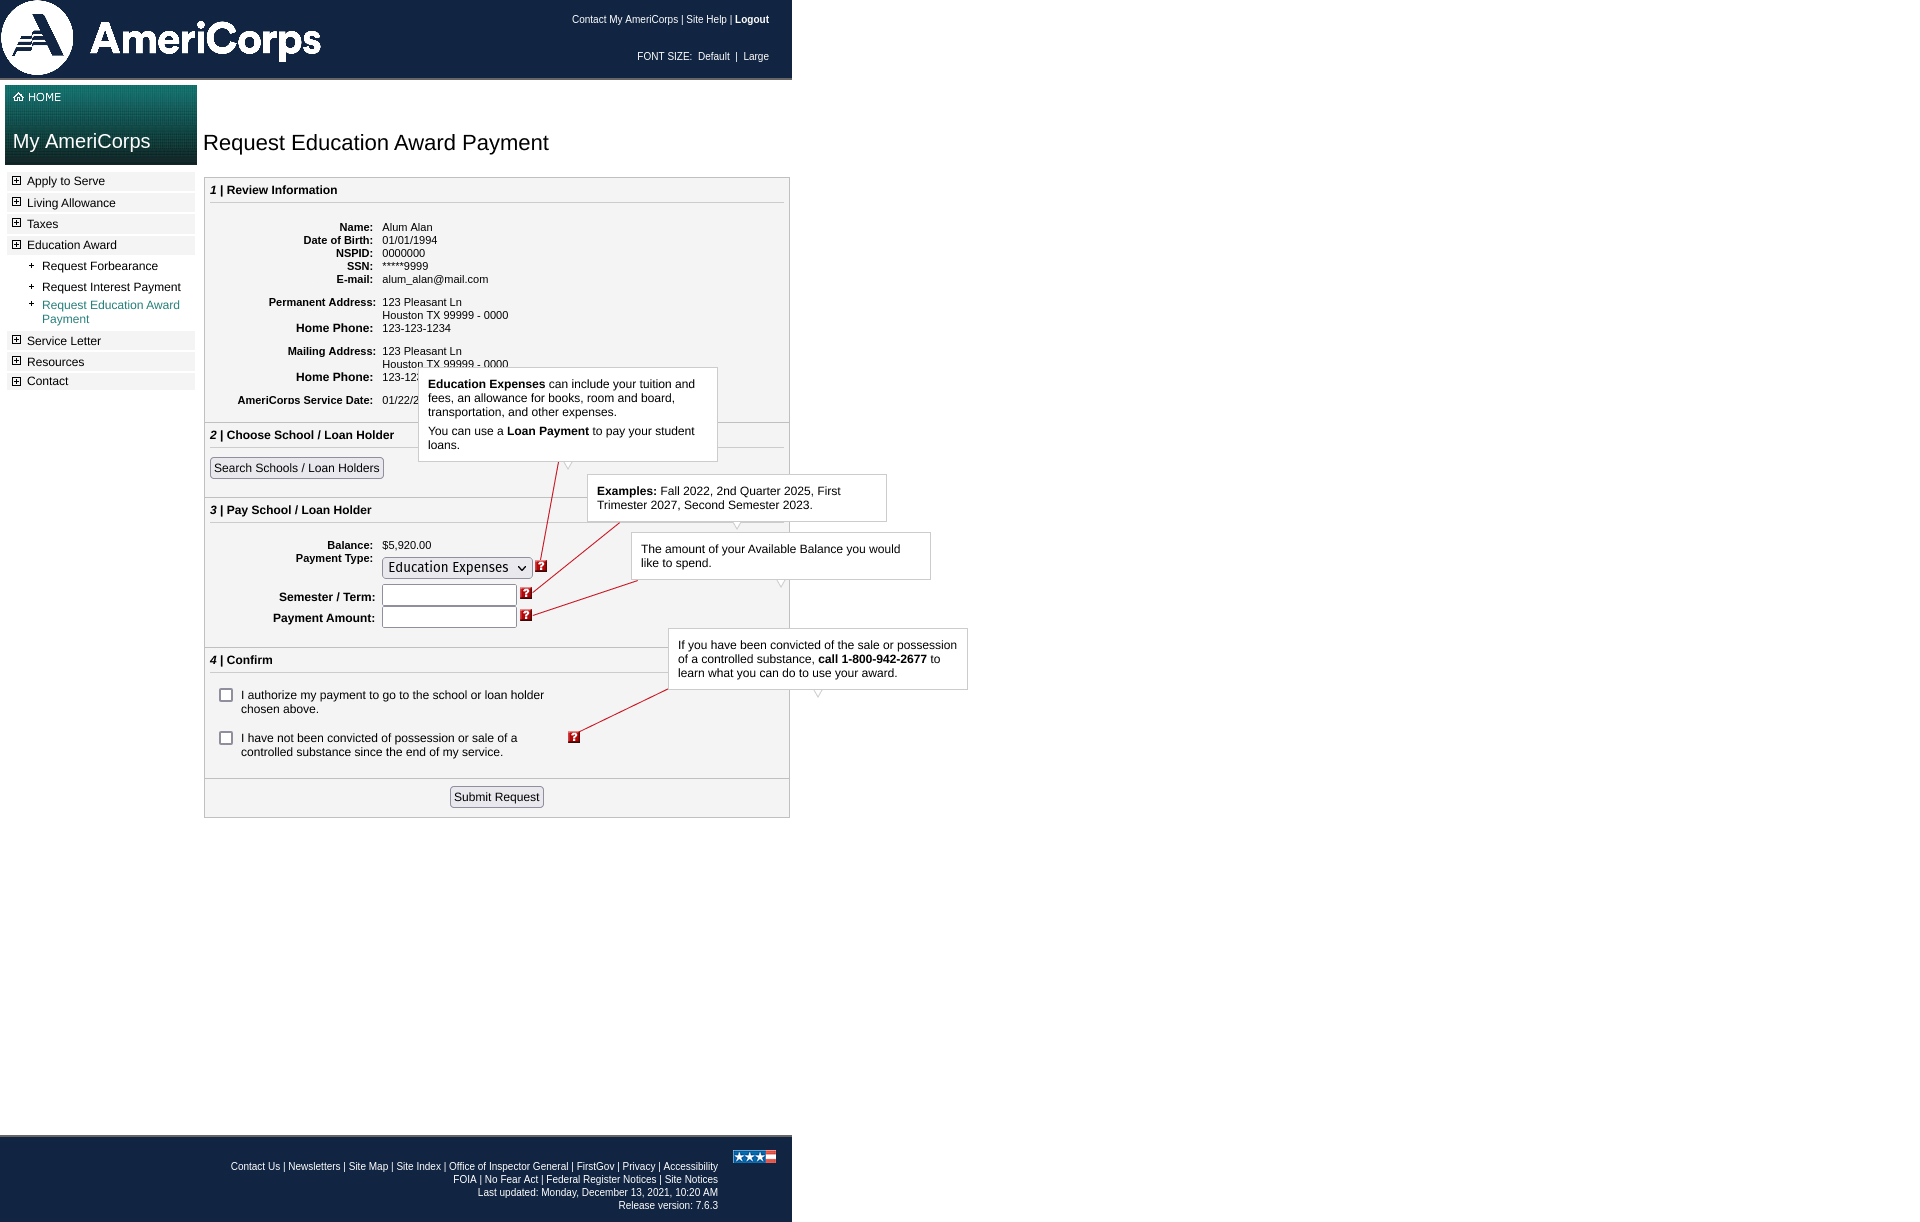 AmeriCorps
Contact My AmeriCorps | Site Help | Logout
FONT SIZE: Default | Large
HOME
My AmeriCorps
Apply to Serve
Living Allowance
Taxes
Education Award
Request Forbearance
Request Interest Payment
Request Education Award
Payment
Service Letter
Resources
Contact
Request Education Award Payment
1 | Review Information
Name: Alum Alan
Date of Birth: 01/01/1994
NSPID: 0000000
SSN: *****9999
E-mail: alum_alan@mail.com
Permanent Address: 123 Pleasant Ln
Houston TX 99999 - 0000
Home Phone: 123-123-1234
Mailing Address: 123 Pleasant Ln
Houston TX 99999 - 0000
Home Phone: 123-12
AmeriCorps Service Date: 01/22/2
Education Expenses can include your tuition and
fees, an allowance for books, room and board,
transportation, and other expenses.
You can use a Loan Payment to pay your student
loans.
2 | Choose School / Loan Holder
Search Schools / Loan Holders
Examples: Fall 2022, 2nd Quarter 2025, First
Trimester 2027, Second Semester 2023.
3 | Pay School / Loan Holder
The amount of your Available Balance you would
like to spend.
Balance: $5,920.00
Payment Type: Education Expenses ?
Semester / Term: ?
Payment Amount: ?
If you have been convicted of the sale or possession
of a controlled substance, call 1-800-942-2677 to
learn what you can do to use your award.
4 | Confirm
I authorize my payment to go to the school or loan holder
chosen above.
I have not been convicted of possession or sale of a ?
controlled substance since the end of my service.
Submit Request
Contact Us | Newsletters | Site Map | Site Index | Office of Inspector General | FirstGov | Privacy | Accessibility
FOIA | No Fear Act | Federal Register Notices | Site Notices
Last updated: Monday, December 13, 2021, 10:20 AM
Release version: 7.6.3